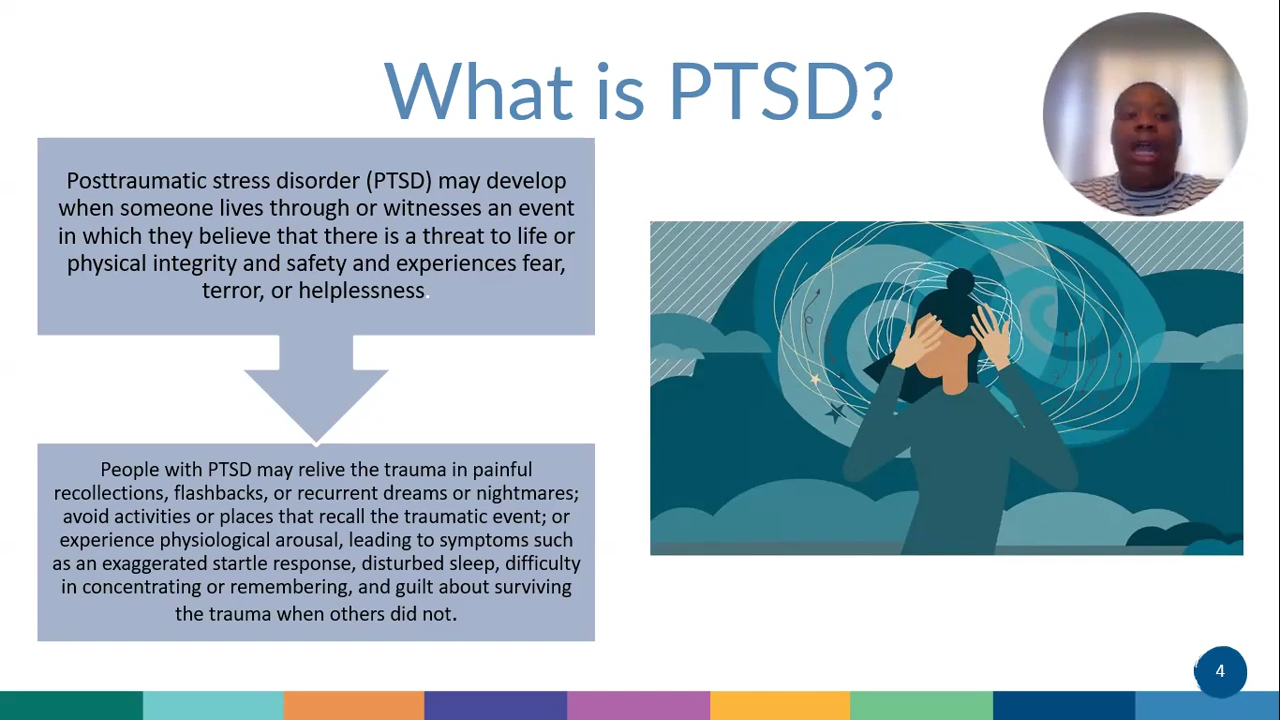 What is PTSD?
Posttraumatic stress disorder (PTSD) may develop
when someone lives through or witnesses an event
in which they believe that there is a threat to life or
physical integrity and safety and experiences fear,
terror, or helplessness.
People with PTSD may relive the trauma in painful
recollections, flashbacks, or recurrent dreams or nightmares;
avoid activities or places that recall the traumatic event; or
experience physiological arousal, leading to symptoms such
as an exaggerated startle response, disturbed sleep, difficulty
in concentrating or remembering, and guilt about surviving
the trauma when others did not.
4